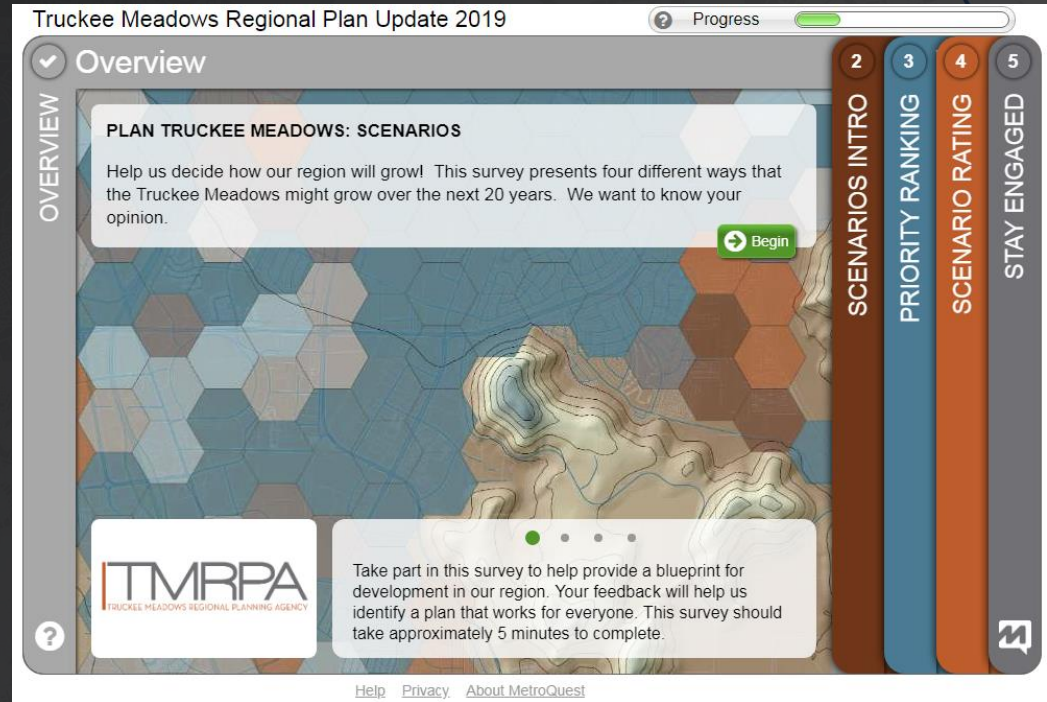 Truckee Meadows Regional Plan Update 2019
? Progress
Overview
OVERVIEW
PLAN TRUCKEE MEADOWS: SCENARIOS
Help us decide how our region will grow! This survey presents four different ways that
the Truckee Meadows might grow over the next 20 years. We want to know your
opinion.
Begin
2
SCENARIOS INTRO
3
PRIORITY RANKING
4
SCENARIO RATING
5
STAY ENGAGED
TMRPA
TRUCKEE MEADOWS REGIONAL PLANNING AGENCY
Take part in this survey to help provide a blueprint for
development in our region. Your feedback will help us
identify a plan that works for everyone. This survey should
take approximately 5 minutes to complete.
?
Help Privacy About MetroQuest